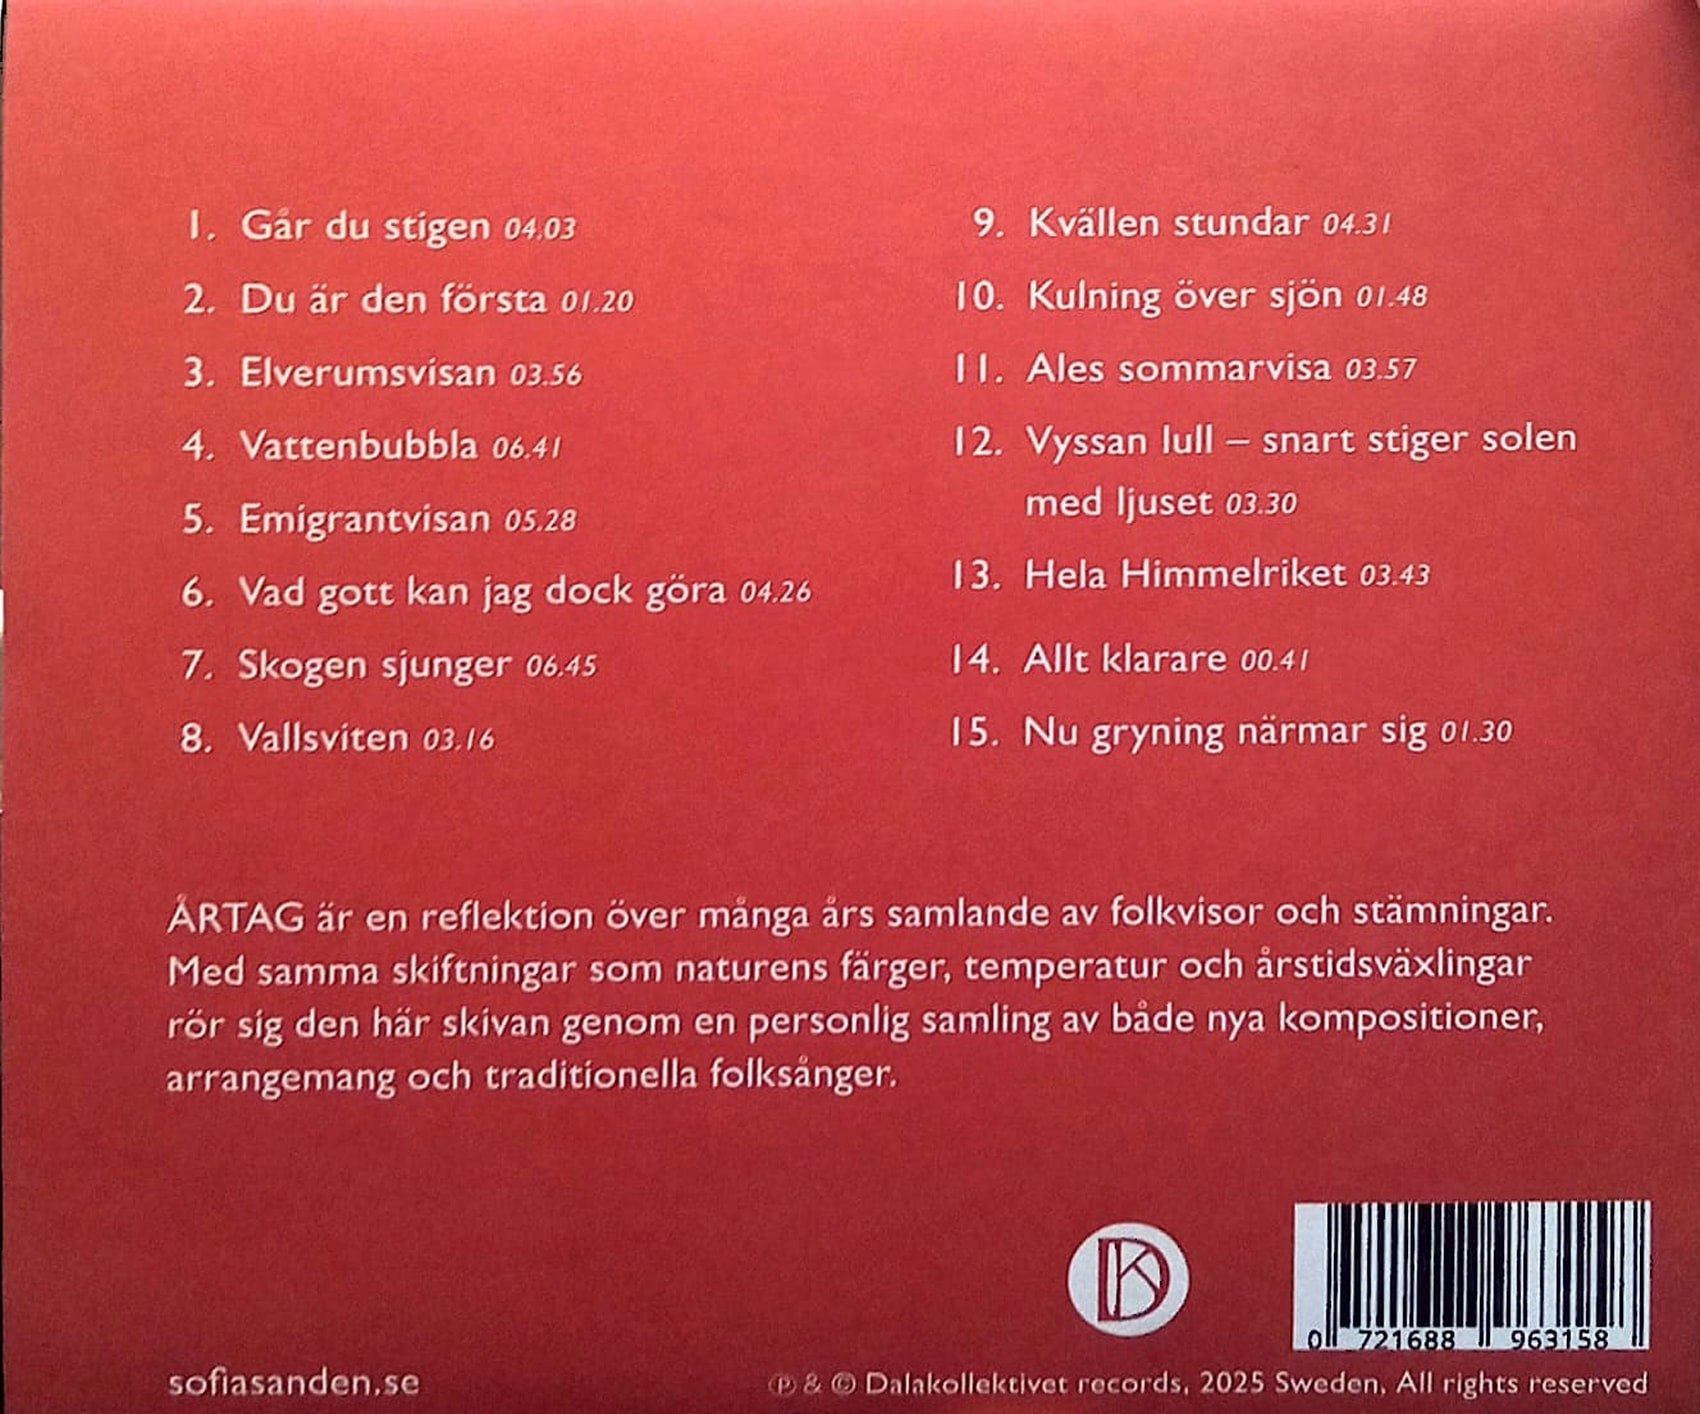 1. Går du stigen 04.03
2. Du är den första 01.20
3. Elverumsvisan 03.56
4. Vattenbubbla 06.41
5. Emigrantvisan 05.28
6. Vad gott kan jag dock göra 04.26
7. Skogen sjunger 06.45
8. Vallsviten 03.16
9. Kvällen stundar 04.31
10. Kulning över sjön 01.48
11. Ales sommarvisa 03.57
12. Vyssan lull – snart stiger solen
med ljuset 03.30
13. Hela Himmelriket 03.43
14. Allt klarare 00.41
15. Nu gryning närmar sig 01.30
ÅRTAG är en reflektion över många års samlande av folkvisor och stämningar.
Med samma skiftningar som naturens färger, temperatur och årstidsväxlingar
rör sig den här skivan genom en personlig samling av både nya kompositioner,
arrangemang och traditionella folksånger.
DK
0 721688 963158
sofiasanden.se
℗ & © Dalakollektivet records, 2025 Sweden, All rights reserved